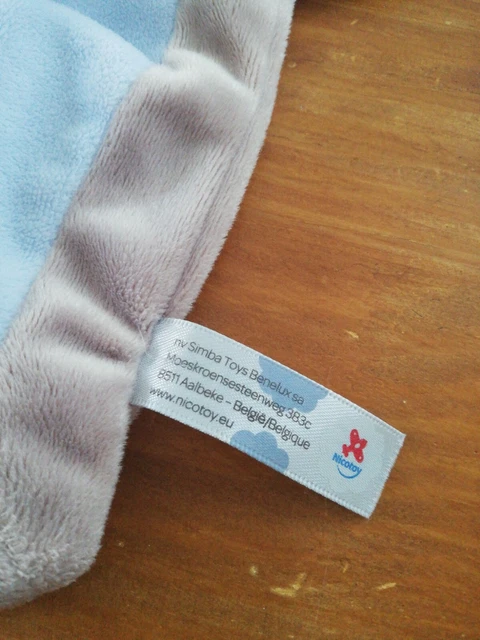 nv Simba Toys Benelux sa
Moeskroensesteenweg 383c
8511 Aalbeke - België/Belgique
www.nicotoy.eu
Nicotoy